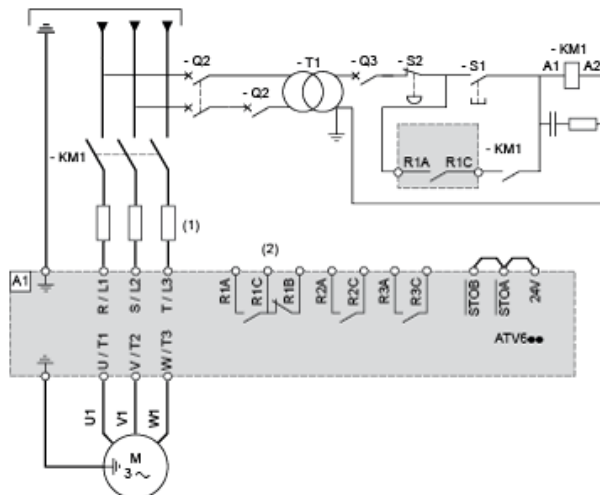 - Q2
- T1
- Q3
- S2
- S1
- KM1
A1 A2
- Q2
- KM1
R1A R1C
- KM1
(1)
(2)
A1
R / L1
S / L2
T / L3
R1A
R1C
R1B
R2A
R2C
R3A
R3C
STOB
STOA
24V
ATV6●●
U / T1
V / T2
W / T3
U1
V1
W1
M
3 ~